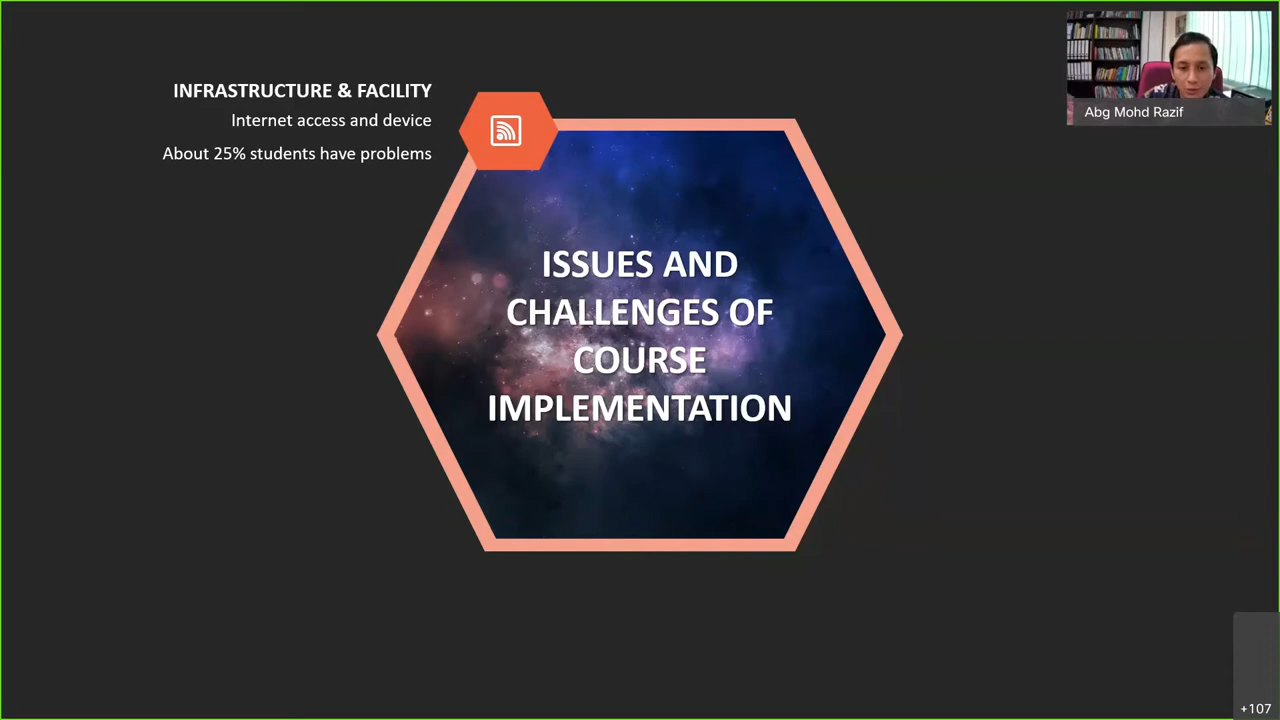 INFRASTRUCTURE & FACILITY
Internet access and device
About 25% students have problems
ISSUES AND
CHALLENGES OF
COURSE
IMPLEMENTATION
Abg Mohd Razif
+107